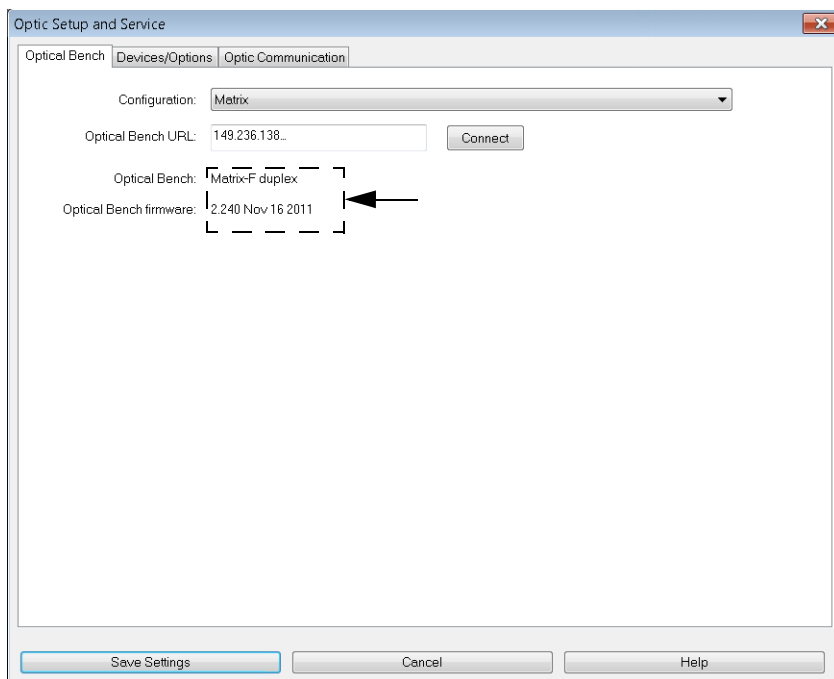 Optic Setup and Service
Optical Bench Devices/Options Optic Communication
Configuration: Matrix
Optical Bench URL: 149.236.138... Connect
Optical Bench: Matrix-F duplex
Optical Bench firmware: 2.240 Nov 16 2011
Save Settings Cancel Help